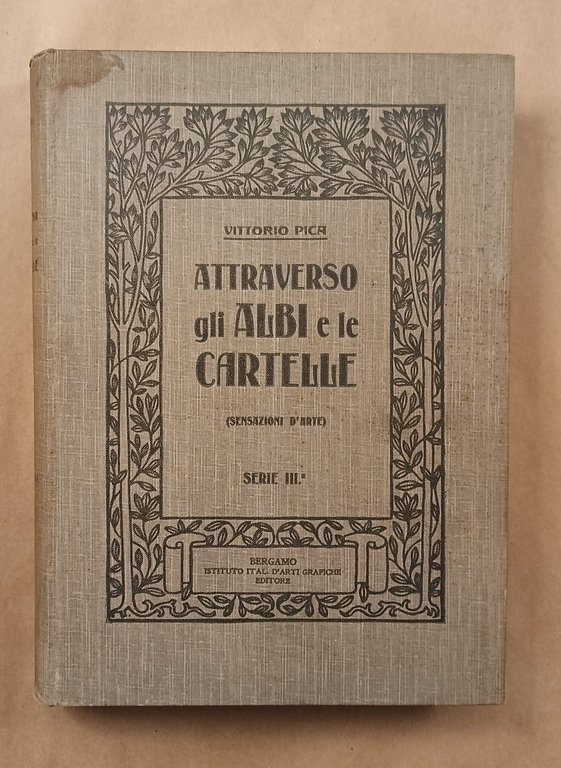 VITTORIO PICA
ATTRAVERSO
gli ALBI e le
CARTELLE
(SENSAZIONI D'ARTE)
SERIE III.ª
BERGAMO
ISTITUTO ITAL. D'ARTI GRAFICHE
EDITORE